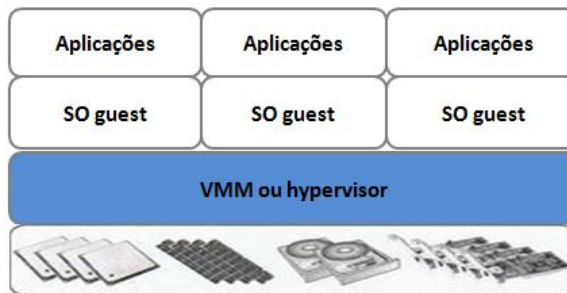 Aplicações Aplicações Aplicações
SO guest SO guest SO guest
VMM ou hypervisor